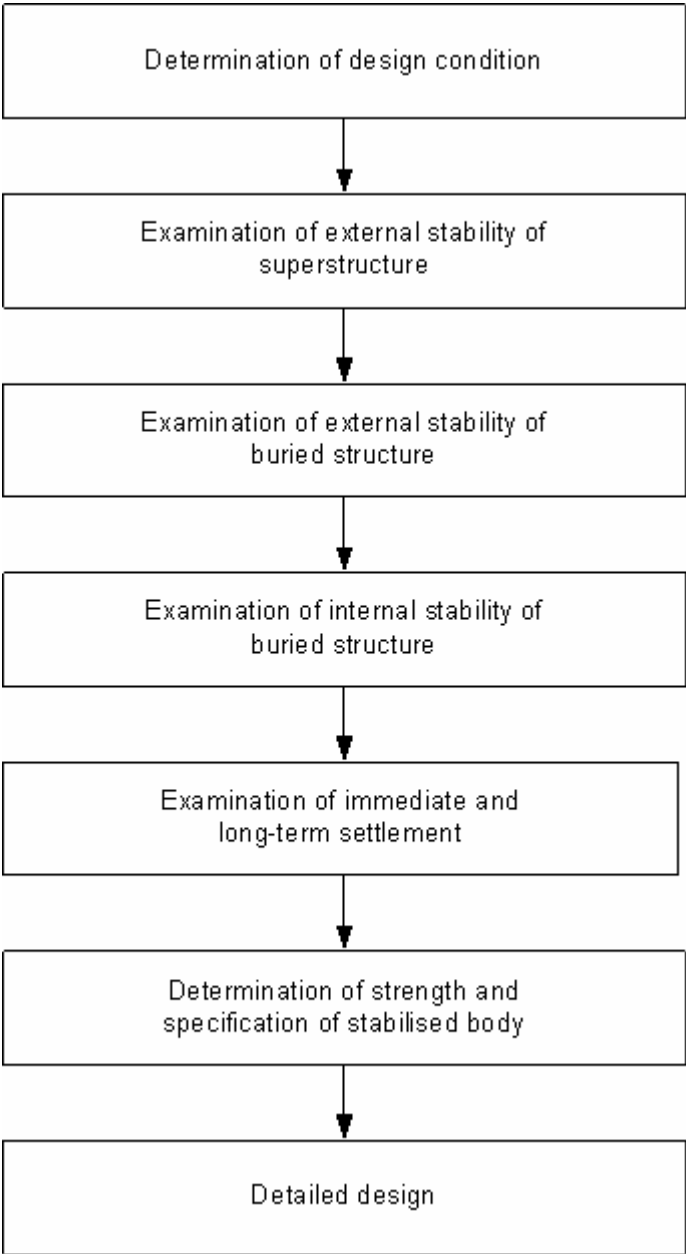 Determination of design condition
Examination of external stability of
superstructure
Examination of external stability of
buried structure
Examination of internal stability of
buried structure
Examination of immediate and
long-term settlement
Determination of strength and
specification of stabilised body
Detailed design